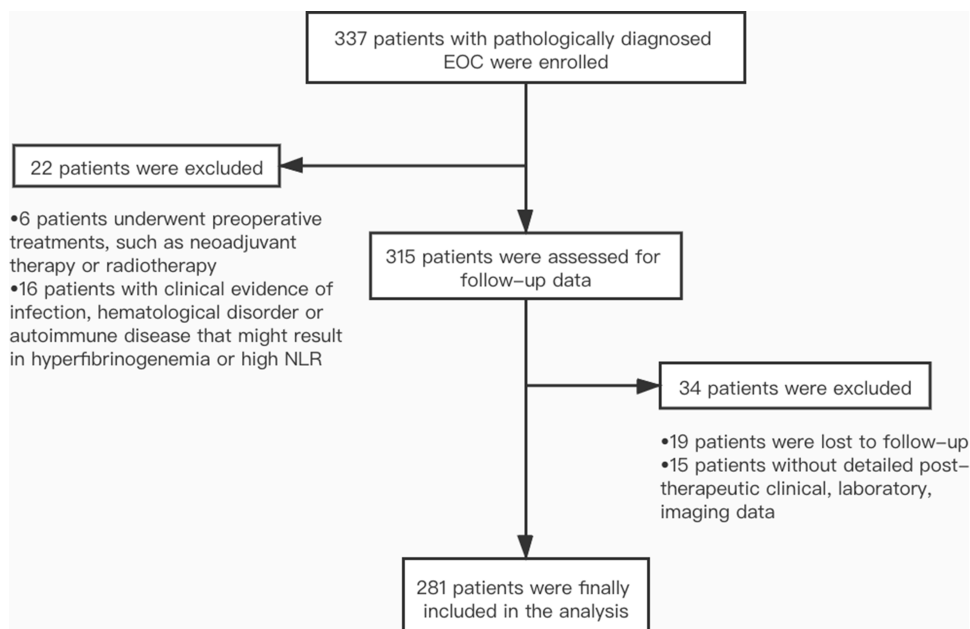 337 patients with pathologically diagnosed
EOC were enrolled
22 patients were excluded
•6 patients underwent preoperative
treatments, such as neoadjuvant
therapy or radiotherapy
•16 patients with clinical evidence of
infection, hematological disorder or
autoimmune disease that might result
in hyperfibrinogenemia or high NLR
315 patients were assessed for
follow-up data
34 patients were excluded
•19 patients were lost to follow-up
•15 patients without detailed post-
therapeutic clinical, laboratory,
imaging data
281 patients were finally
included in the analysis